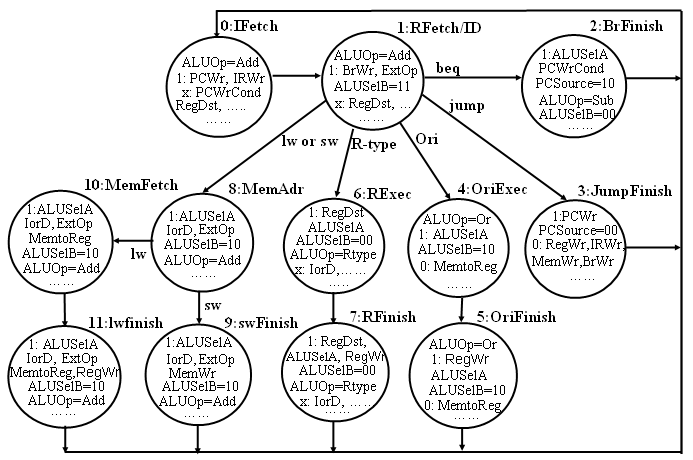 0:IFetch
ALUOp=Add
1: PCWr, IRWr
x: PCWrCond
RegDst, .....
......
1:RFetch/ID
ALUOp=Add
1: BrWr, ExtOp
ALUSelB=11
x: RegDst, ...
......
2:BrFinish
1:ALUSelA
PCWrCond
PCSource=10
ALUOp=Sub
ALUSelB=00
......
beq
jump
lw or sw
R-type
Ori
10:MemFetch
1:ALUSelA
IorD, ExtOp
MemtoReg
ALUSelB=10
ALUOp=Add
......
8:MemAdr
1:ALUSelA
IorD, ExtOp
ALUSelB=10
ALUOp=Add
......
6:RExec
1: RegDst
ALUSelA
ALUSelB=00
ALUOp=Rtype
x: IorD,......
......
4:OriExec
ALUOp=Or
1: ALUSelA
ALUSelB=10
0: MemtoReg
......
3:JumpFinish
1:PCWr
PCSource=00
0: RegWr,IRWr,
MemWr,BrWr
......
lw
sw
11:lwfinish
1: ALUSelA
IorD, ExtOp
MemtoReg,RegWr
ALUSelB=10
ALUOp=Add
......
9:swFinish
1:ALUSelA
IorD,ExtOp
MemWr
ALUSelB=10
ALUOp=Add
......
7:RFinish
1: RegDst,
ALUSelA, RegWr
ALUSelB=00
ALUOp=Rtype
x: IorD, .....
......
5:OriFinish
ALUOp=Or
1: RegWr
ALUSelA
ALUSelB=10
0: MemtoReg
......